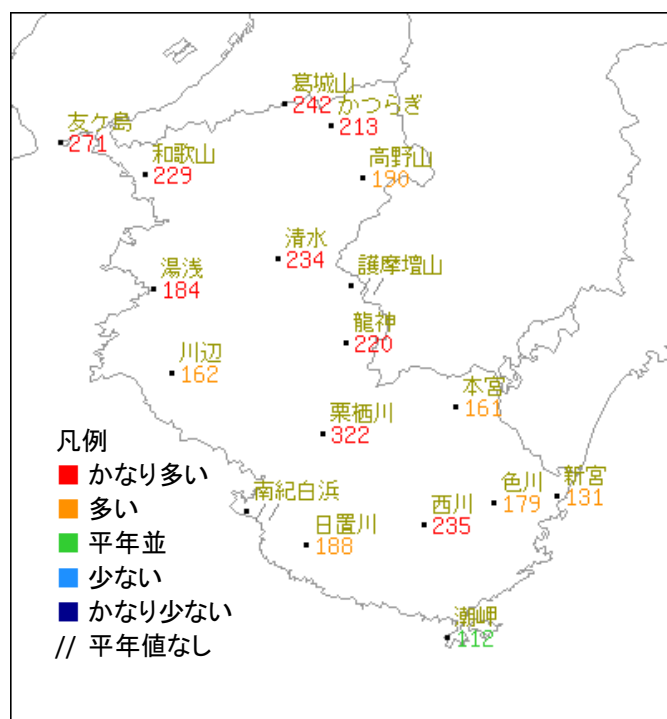 葛城山
242
かつらぎ
213
友ケ島
271
和歌山
229
高野山
190
清水
234
護摩壇山
//
湯浅
184
龍神
220
川辺
162
本宮
161
栗栖川
322
凡例
かなり多い
多い
平年並
少ない
かなり少ない
// 平年値なし
南紀白浜
//
日置川
188
西川
235
色川
179
新宮
131
潮岬
112